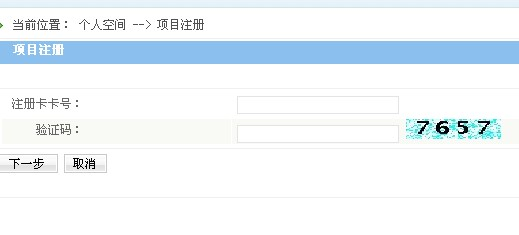 当前位置： 个人空间 --> 项目注册
项目注册
注册卡卡号：
验证码： 7657
下一步 取消